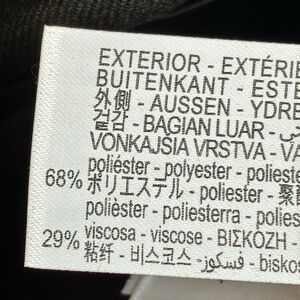 EXTERIOR - EXTÉRIE
BUITENKANT - ESTE
外側 - AUSSEN - YDRE
겉감 - BAGIAN LUAR -
VONKAJSIA VRSTVA - VA
poliéster - polyester - polies
68% ポリエステル - poliester - 聚
polièster - poliesterra - polies
viscosa - viscose - ΒΙΣΚΟΖΗ -
29% 粘纤 - 비스코스 - فسكوز - biskos